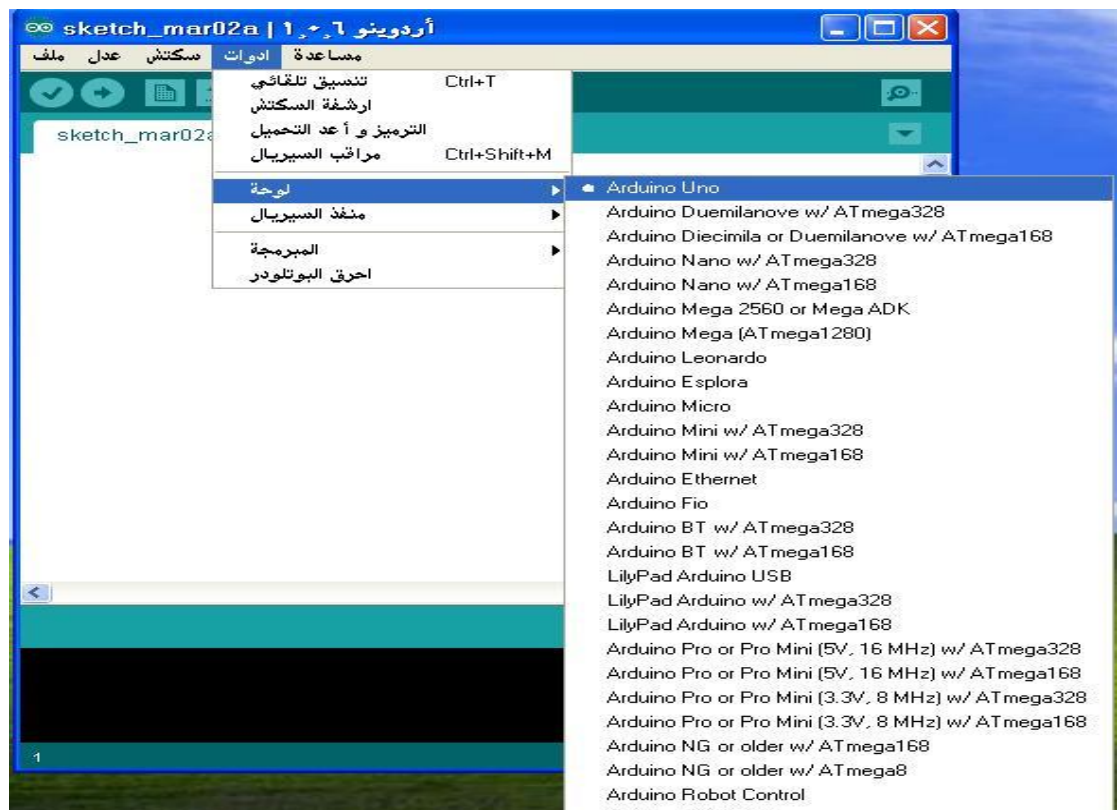 sketch_mar02a | أردوينو ١,٠,٦
ملف عدل سكتش ادوات مساعدة
sketch_mar02a
تنسيق تلقائي Ctrl+T
ارشفة السكتش
الترميز و أعد التحميل
مراقب السيريال Ctrl+Shift+M
لوحة
منفذ السيريال
المبرمجة
احرق البوتلودر
Arduino Uno
Arduino Duemilanove w/ ATmega328
Arduino Diecimila or Duemilanove w/ ATmega168
Arduino Nano w/ ATmega328
Arduino Nano w/ ATmega168
Arduino Mega 2560 or Mega ADK
Arduino Mega (ATmega1280)
Arduino Leonardo
Arduino Esplora
Arduino Micro
Arduino Mini w/ ATmega328
Arduino Mini w/ ATmega168
Arduino Ethernet
Arduino Fio
Arduino BT w/ ATmega328
Arduino BT w/ ATmega168
LilyPad Arduino USB
LilyPad Arduino w/ ATmega328
LilyPad Arduino w/ ATmega168
Arduino Pro or Pro Mini (5V, 16 MHz) w/ ATmega328
Arduino Pro or Pro Mini (5V, 16 MHz) w/ ATmega168
Arduino Pro or Pro Mini (3.3V, 8 MHz) w/ ATmega328
Arduino Pro or Pro Mini (3.3V, 8 MHz) w/ ATmega168
Arduino NG or older w/ ATmega168
Arduino NG or older w/ ATmega8
Arduino Robot Control
1